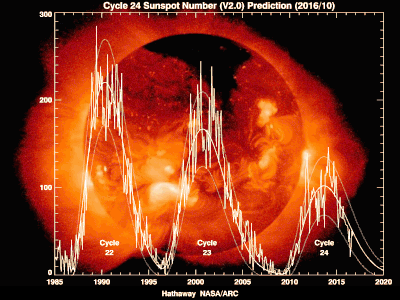 Cycle 24 Sunspot Number (V2.0) Prediction (2016/10)
300
200
100
0
Cycle Cycle Cycle
22 23 24
1985 1990 1995 2000 2005 2010 2015 2020
Hathaway NASA/ARC